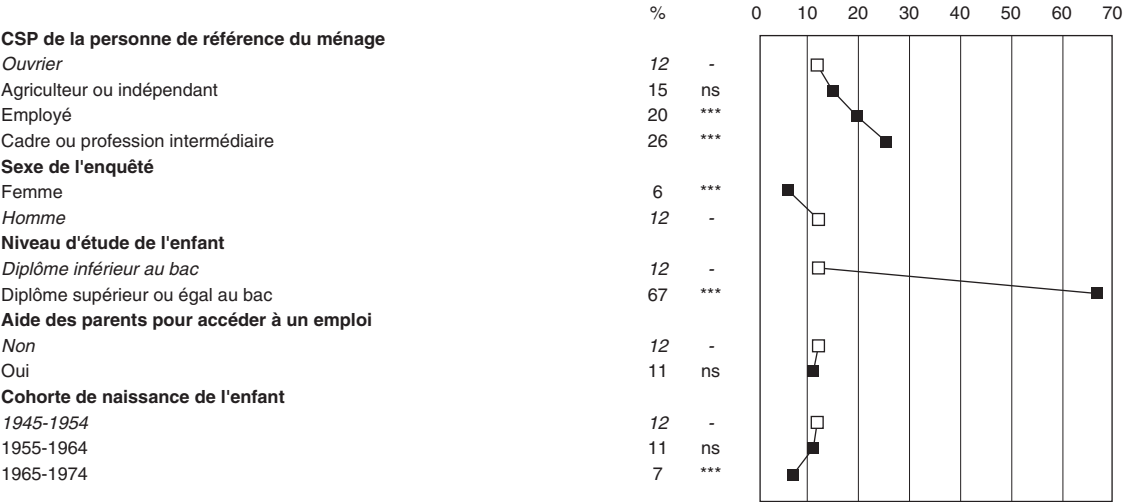 % 0 10 20 30 40 50 60 70
CSP de la personne de référence du ménage
Ouvrier 12 -
Agriculteur ou indépendant 15 ns
Employé 20 ***
Cadre ou profession intermédiaire 26 ***
Sexe de l'enquêté
Femme 6 ***
Homme 12 -
Niveau d'étude de l'enfant
Diplôme inférieur au bac 12 -
Diplôme supérieur ou égal au bac 67 ***
Aide des parents pour accéder à un emploi
Non 12 -
Oui 11 ns
Cohorte de naissance de l'enfant
1945-1954 12 -
1955-1964 11 ns
1965-1974 7 ***